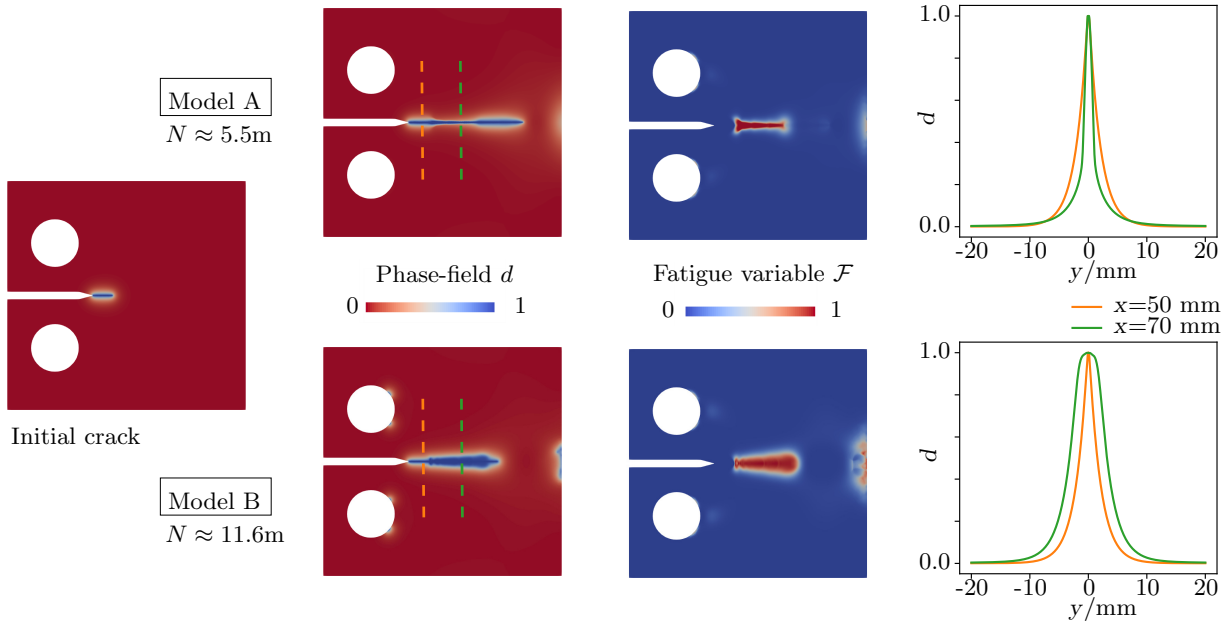 Model A
N ≈ 5.5m
Initial crack
Model B
N ≈ 11.6m
Phase-field d
0 1
Fatigue variable ℱ
0 1
1.0
d
0.0
-20 -10 0 10 20
y/mm
x=50 mm
x=70 mm
1.0
d
0.0
-20 -10 0 10 20
y/mm